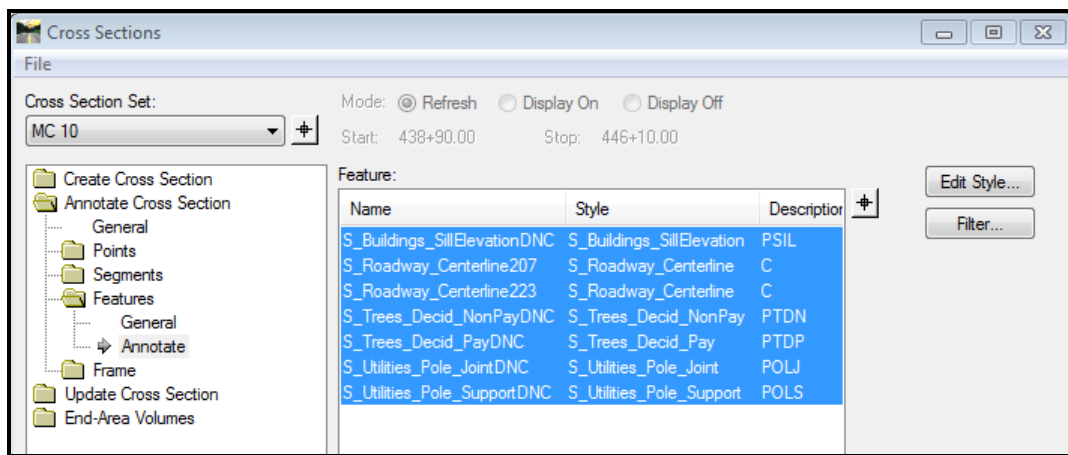 Cross Sections
File
Cross Section Set:
MC 10
Mode: Refresh Display On Display Off
Start: 438+90.00 Stop: 446+10.00
Create Cross Section
Annotate Cross Section
General
Points
Segments
Features
General
Annotate
Frame
Update Cross Section
End-Area Volumes
Feature:
Name Style Description
S_Buildings_SillElevationDNC S_Buildings_SillElevation PSIL
S_Roadway_Centerline207 S_Roadway_Centerline C
S_Roadway_Centerline223 S_Roadway_Centerline C
S_Trees_Decid_NonPayDNC S_Trees_Decid_NonPay PTDN
S_Trees_Decid_PayDNC S_Trees_Decid_Pay PTDP
S_Utilities_Pole_JointDNC S_Utilities_Pole_Joint POLJ
S_Utilities_Pole_SupportDNC S_Utilities_Pole_Support POLS
Edit Style...
Filter...